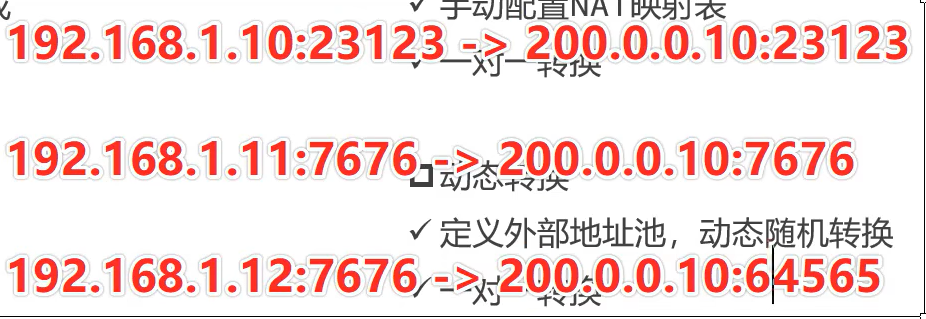 ✓ 手动配置NAT映射表
192.168.1.10:23123 -> 200.0.0.10:23123
✓ 一对一转换
192.168.1.11:7676 -> 200.0.0.10:7676
动态转换
✓ 定义外部地址池，动态随机转换
192.168.1.12:7676 -> 200.0.0.10:64565
✓ 一对一转换